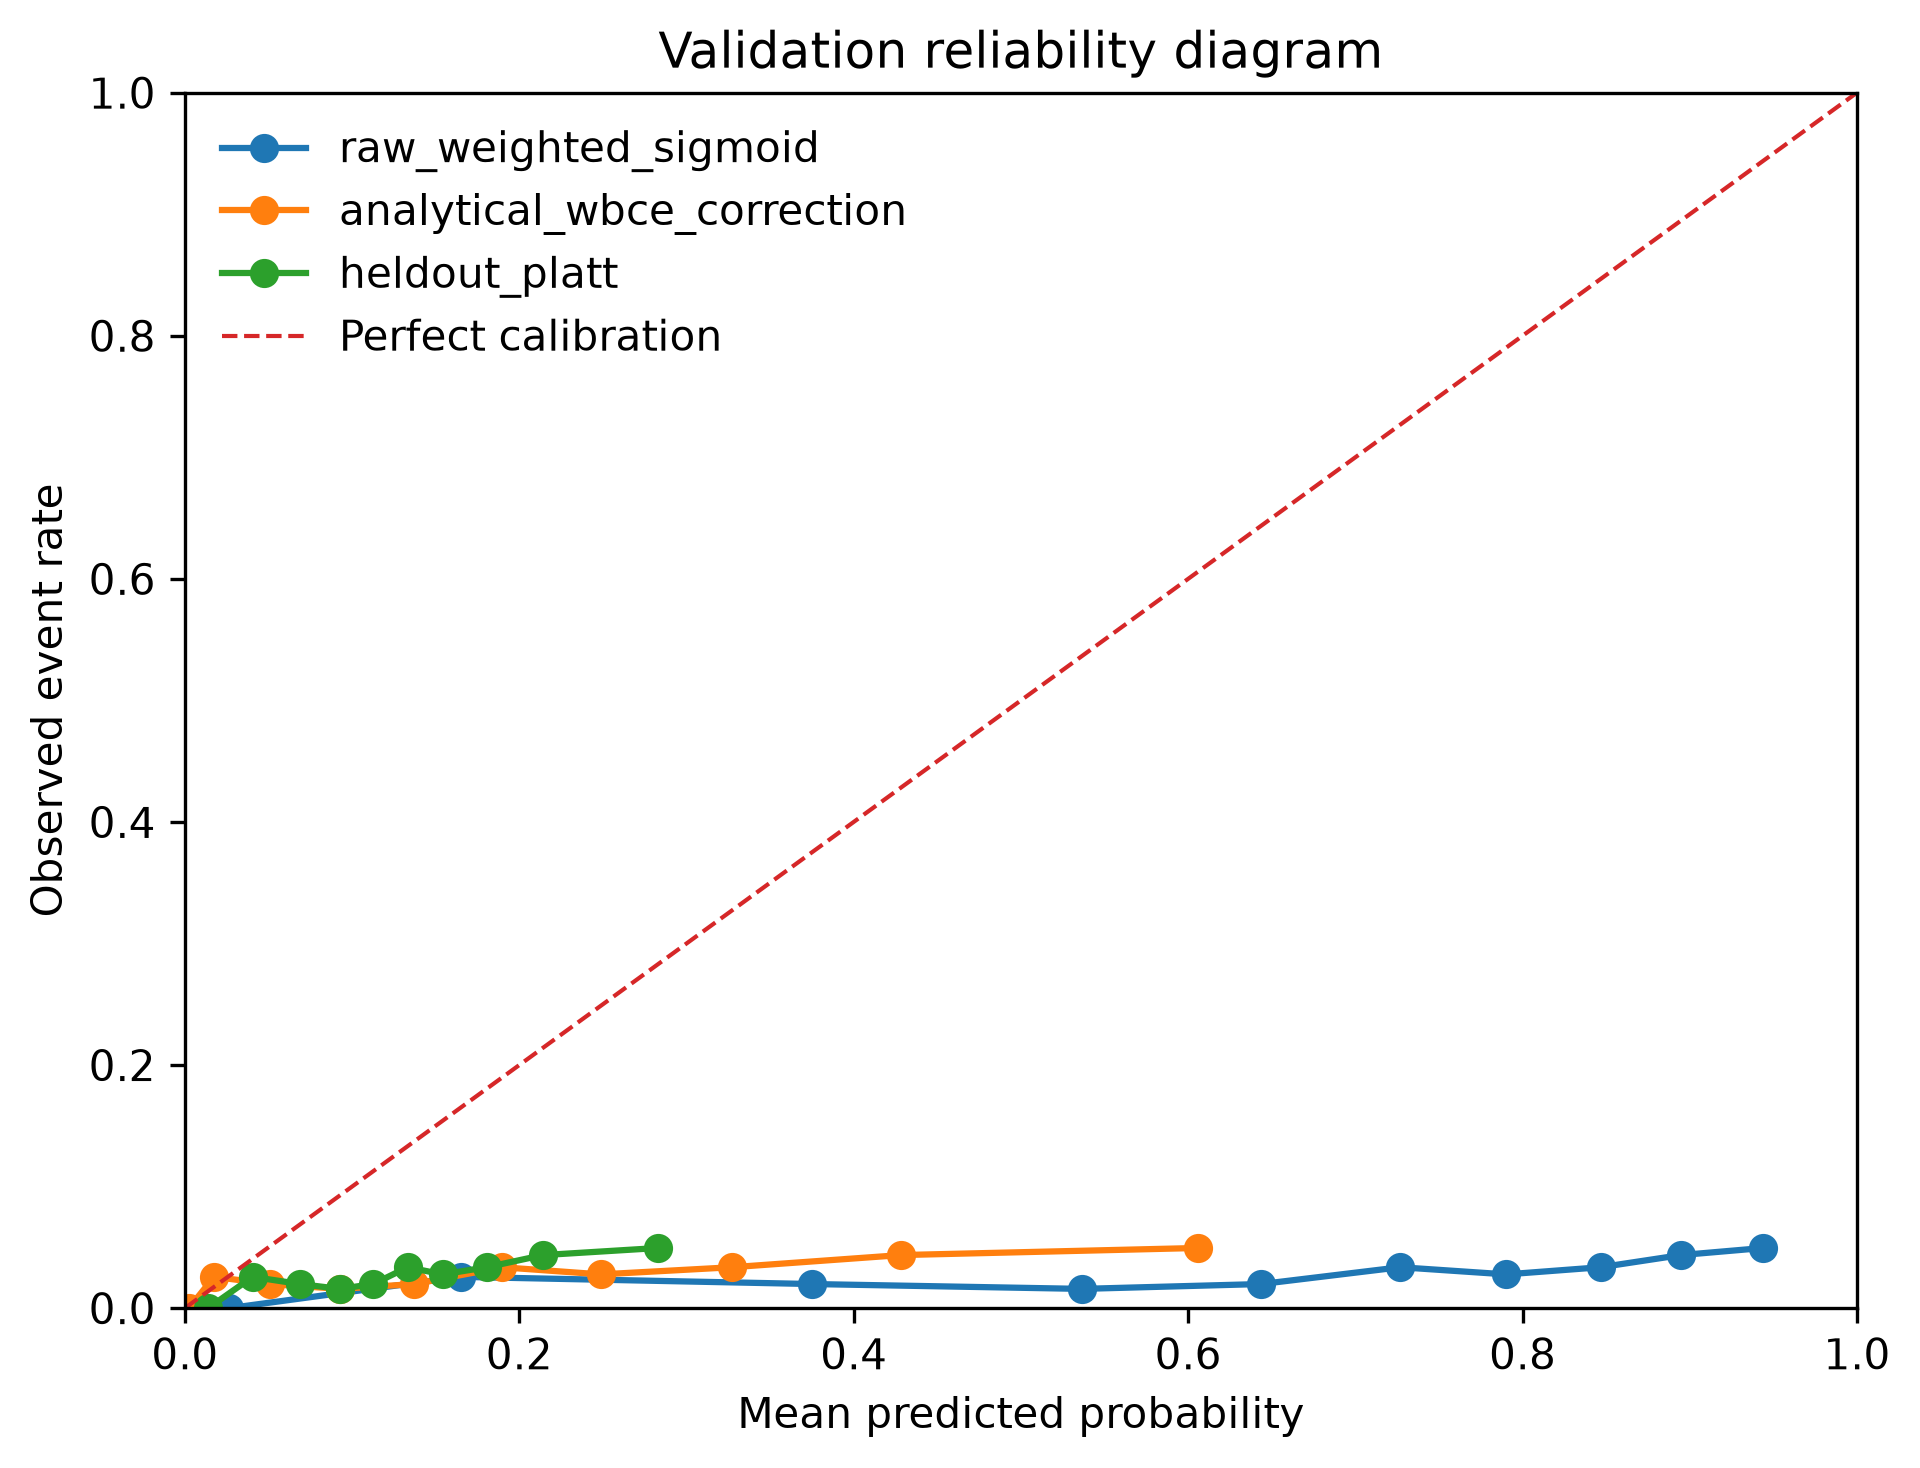 Validation reliability diagram
1.0
raw_weighted_sigmoid
analytical_wbce_correction
heldout_platt
Perfect calibration
0.8
0.6
0.4
0.2
0.0
Observed event rate
0.0 0.2 0.4 0.6 0.8 1.0
Mean predicted probability